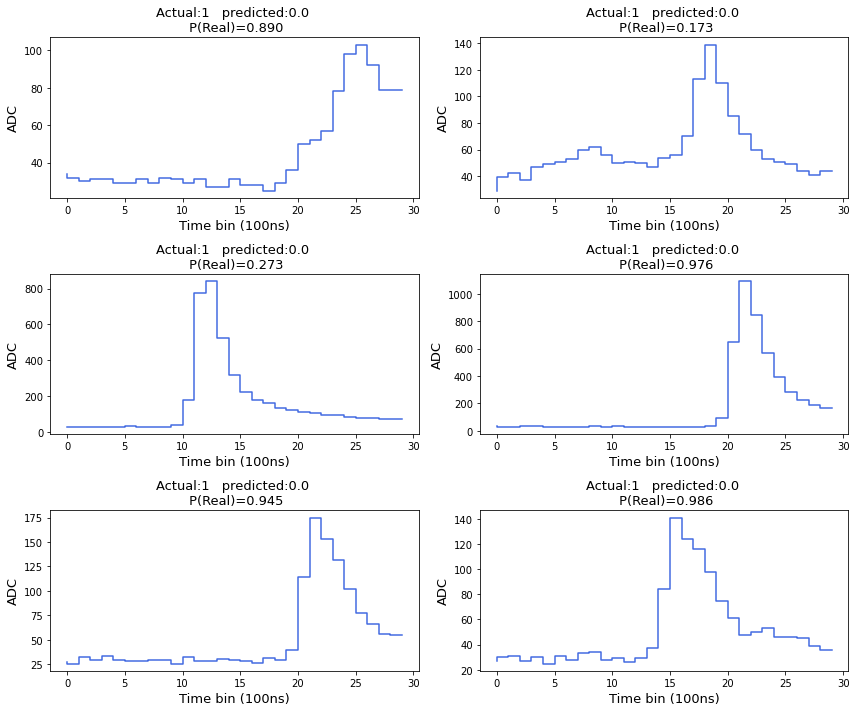 Actual:1   predicted:0.0
P(Real)=0.890
100
80
60
40
ADC
0 5 10 15 20 25 30
Time bin (100ns)
Actual:1   predicted:0.0
P(Real)=0.173
140
120
100
80
60
40
ADC
0 5 10 15 20 25 30
Time bin (100ns)
Actual:1   predicted:0.0
P(Real)=0.273
800
600
400
200
0
ADC
0 5 10 15 20 25 30
Time bin (100ns)
Actual:1   predicted:0.0
P(Real)=0.976
1000
800
600
400
200
0
ADC
0 5 10 15 20 25 30
Time bin (100ns)
Actual:1   predicted:0.0
P(Real)=0.945
175
150
125
100
75
50
25
ADC
0 5 10 15 20 25 30
Time bin (100ns)
Actual:1   predicted:0.0
P(Real)=0.986
140
120
100
80
60
40
20
ADC
0 5 10 15 20 25 30
Time bin (100ns)